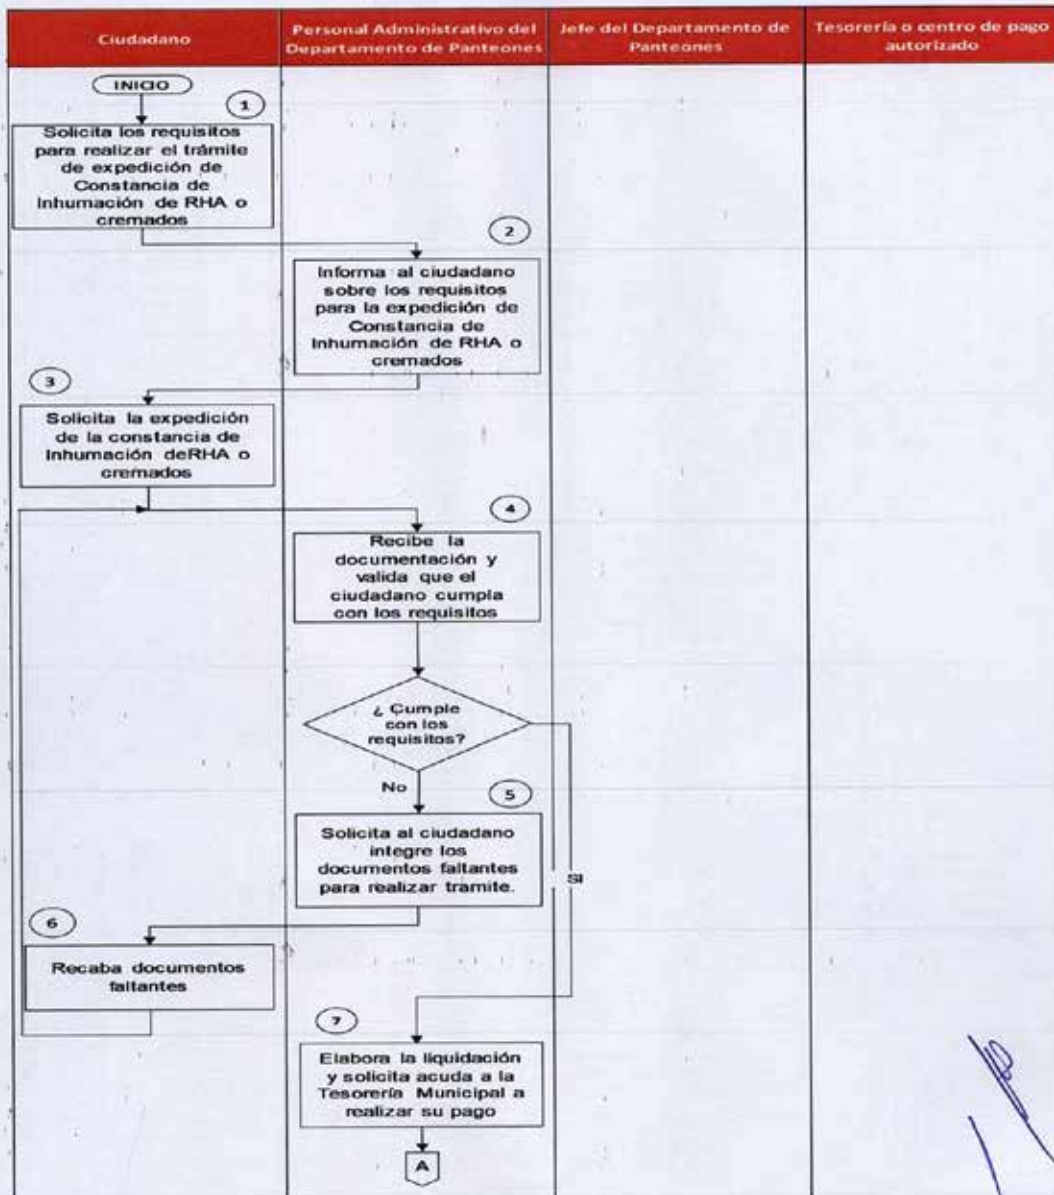 Ciudadano
Personal Administrativo del
Departamento de Panteones
Jefe del Departamento de
Panteones
Tesorería o centro de pago
autorizado
INICIO
1
Solicita los requisitos
para realizar el trámite
de expedición de
Constancia de
Inhumación de RHA o
cremados
2
Informa al ciudadano
sobre los requisitos
para la expedición de
Constancia de
Inhumación de RHA o
cremados
3
Solicita la expedición
de la constancia de
Inhumación deRHA o
cremados
4
Recibe la
documentación y
valida que el
ciudadano cumpla
con los requisitos
¿ Cumple
con los
requisitos?
No
SI
5
Solicita al ciudadano
integre los
documentos faltantes
para realizar tramite.
6
Recaba documentos
faltantes
7
Elabora la liquidación
y solicita acuda a la
Tesorería Municipal a
realizar su pago
A